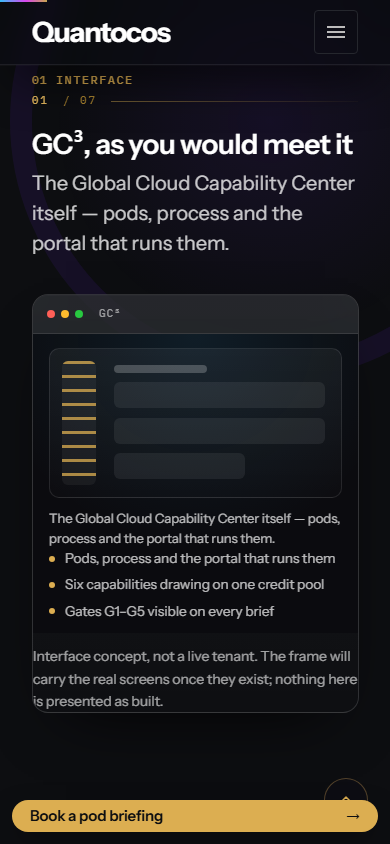 Quantocos
01 INTERFACE
01 / 07
GC³, as you would meet it
The Global Cloud Capability Center
itself — pods, process and the
portal that runs them.
GC³
The Global Cloud Capability Center itself — pods,
process and the portal that runs them.
Pods, process and the portal that runs them
Six capabilities drawing on one credit pool
Gates G1–G5 visible on every brief
Interface concept, not a live tenant. The frame will
carry the real screens once they exist; nothing here
is presented as built.
Book a pod briefing →